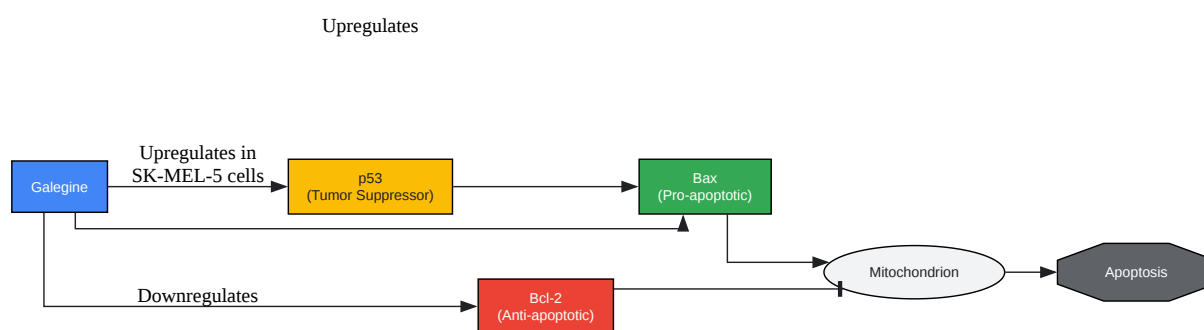 Upregulates
Upregulates in
SK-MEL-5 cells
Galegine
p53
(Tumor Suppressor)
Bax
(Pro-apoptotic)
Mitochondrion
Apoptosis
Downregulates
Bcl-2
(Anti-apoptotic)